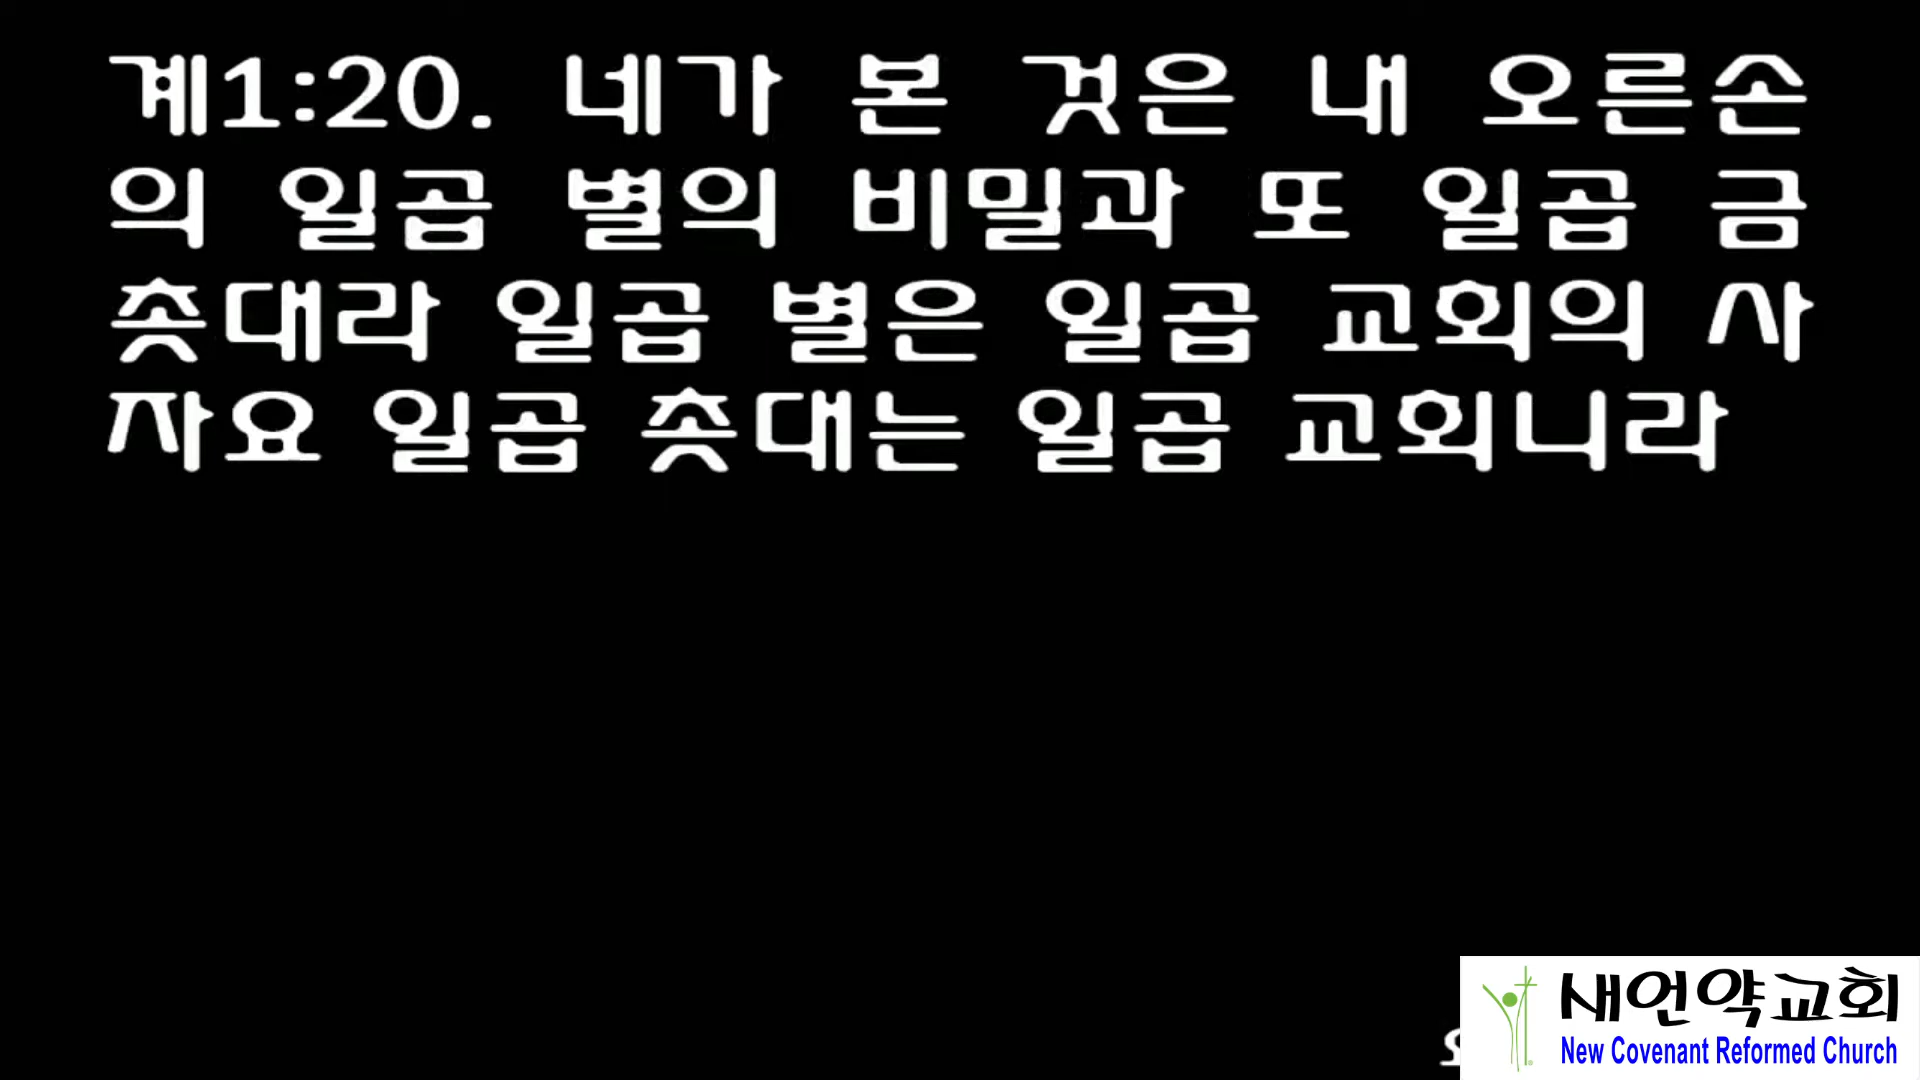 계1:20. 네가 본 것은 내 오른손
의 일곱 별의 비밀과 또 일곱 금
촛대라 일곱 별은 일곱 교회의 사
자요 일곱 촛대는 일곱 교회니라
새언약교회
New Covenant Reformed Church